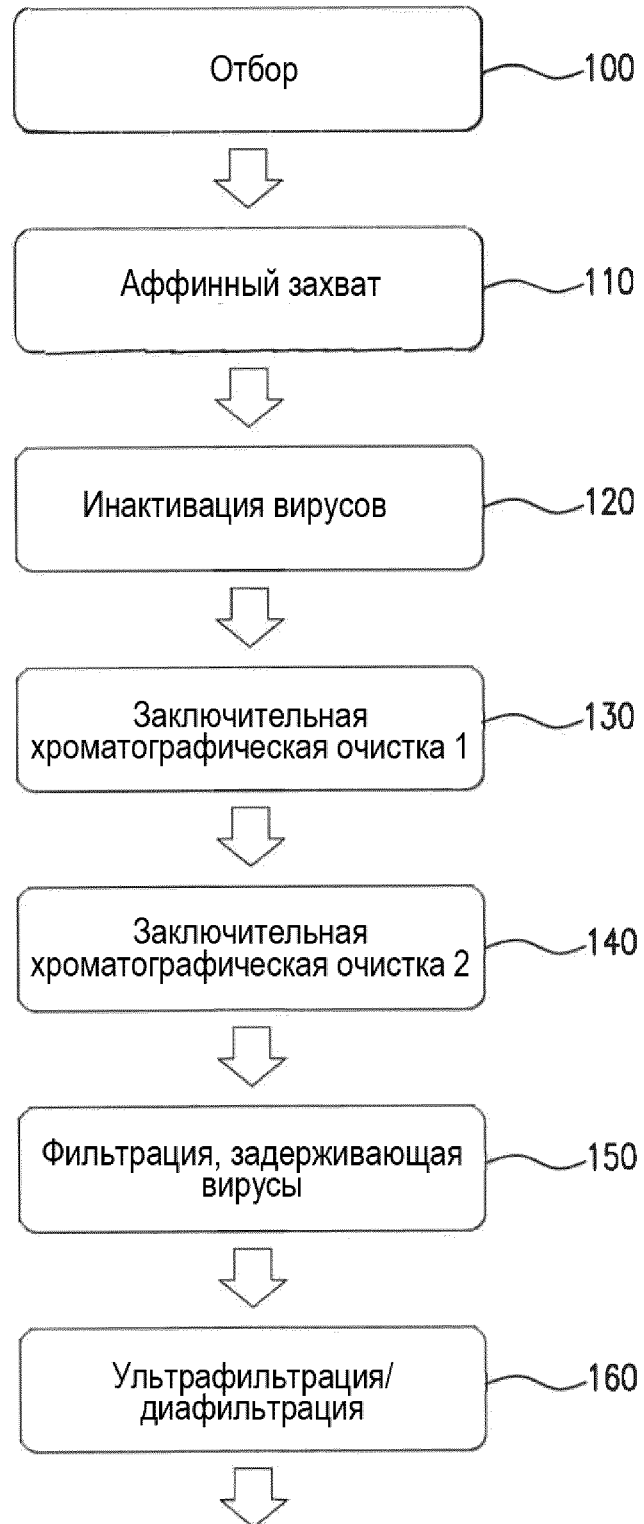 Отбор
100
Аффинный захват
110
Инактивация вирусов
120
Заключительная
хроматографическая очистка 1
130
Заключительная
хроматографическая очистка 2
140
Фильтрация, задерживающая
вирусы
150
Ультрафильтрация/
диафильтрация
160